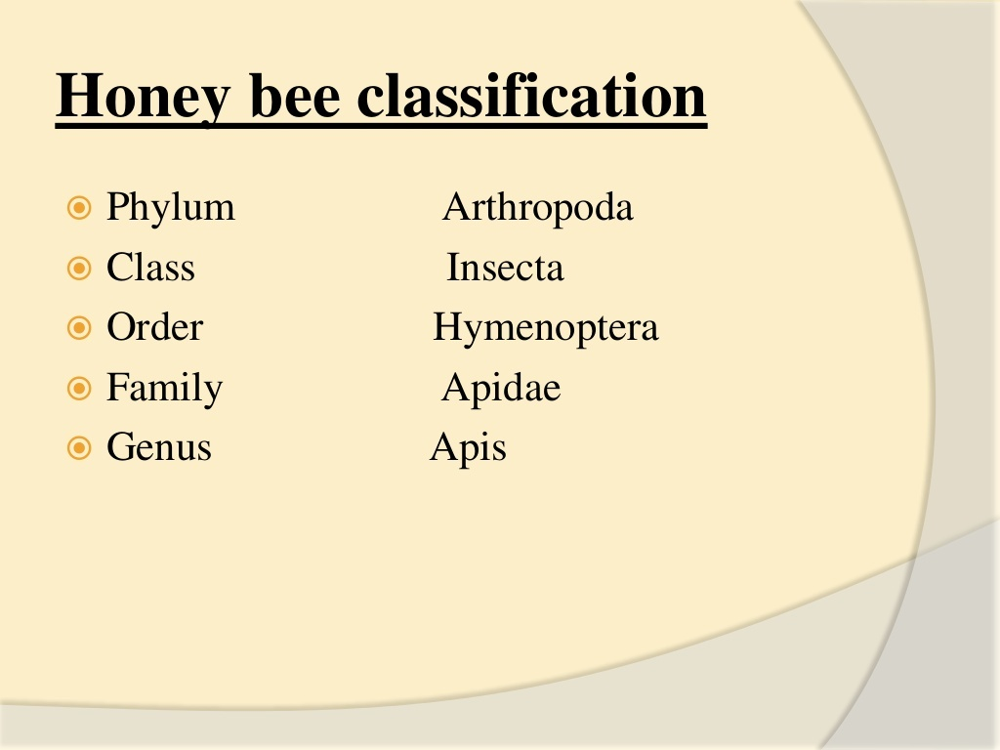 Honey bee classification
Phylum Arthropoda
Class Insecta
Order Hymenoptera
Family Apidae
Genus Apis